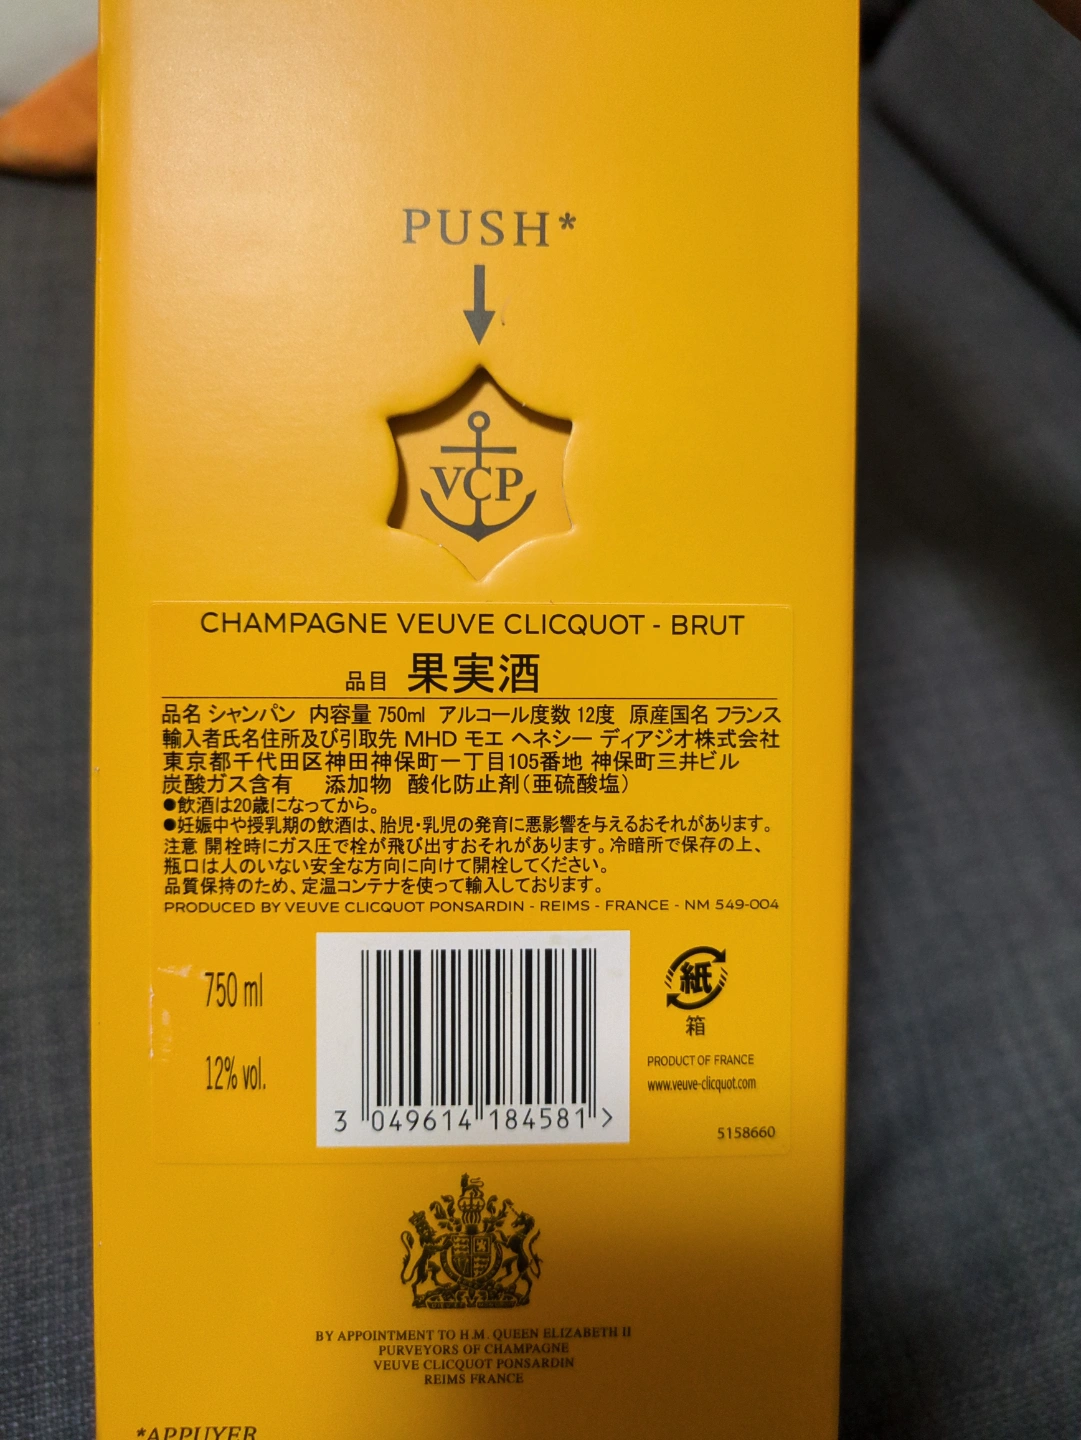 PUSH*
VCP
CHAMPAGNE VEUVE CLICQUOT - BRUT
品目 果実酒
品名 シャンパン 内容量 750ml アルコール度数 12度 原産国名 フランス
輸入者氏名住所及び引取先 MHD モエ ヘネシー ディアジオ株式会社
東京都千代田区神田神保町一丁目105番地 神保町三井ビル
炭酸ガス含有 添加物 酸化防止剤(亜硫酸塩)
●飲酒は20歳になってから。
●妊娠中や授乳期の飲酒は、胎児・乳児の発育に悪影響を与えるおそれがあります。
注意 開栓時にガス圧で栓が飛び出すおそれがあります。冷暗所で保存の上、
瓶口は人のいない安全な方向に向けて開栓してください。
品質保持のため、定温コンテナを使って輸入しております。
PRODUCED BY VEUVE CLICQUOT PONSARDIN - REIMS - FRANCE - NM 549-004
750 ml
12% vol.
3 049614 184581 >
紙
箱
PRODUCT OF FRANCE
www.veuve-clicquot.com
5158660
BY APPOINTMENT TO H.M. QUEEN ELIZABETH II
PURVEYORS OF CHAMPAGNE
VEUVE CLICQUOT PONSARDIN
REIMS FRANCE
*APPUYER